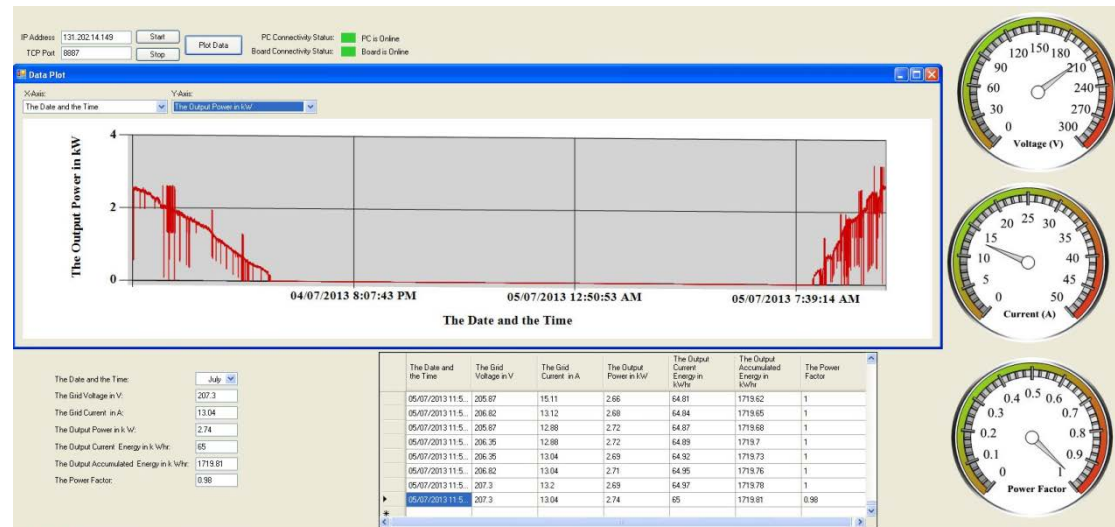 IP Address 131.202.14.149 Start Plot Data PC Connectivity Status: PC is Online
TCP Port 8887 Stop Board Connectivity Status: Board is Online
Data Plot
X-Axis: Y-Axis:
The Date and the Time The Output Power in kW
The Output Power in kW
4
2
0
04/07/2013 8:07:43 PM 05/07/2013 12:50:53 AM 05/07/2013 7:39:14 AM
The Date and the Time
0 30 60 90 120 150 180 210 240 270 300
Voltage (V)
0 5 10 15 20 25 30 35 40 45 50
Current (A)
0 0.1 0.2 0.3 0.4 0.5 0.6 0.7 0.8 0.9 1
Power Factor
The Date and the Time: July
The Grid Voltage in V: 207.3
The Grid Current in A: 13.04
The Output Power in k W: 2.74
The Output Current Energy in k Whr: 65
The Output Accumulated Energy in k Whr: 1719.81
The Power Factor: 0.98
The Date and the Time The Grid Voltage in V The Grid Current in A The Output Power in kW The Output Current Energy in kWhr The Output Accumulated Energy in kWhr The Power Factor
05/07/2013 11:5... 205.87 15.11 2.66 64.81 1719.62 1
05/07/2013 11:5... 206.82 13.12 2.68 64.84 1719.65 1
05/07/2013 11:5... 205.87 12.88 2.72 64.87 1719.68 1
05/07/2013 11:5... 206.35 12.88 2.72 64.89 1719.7 1
05/07/2013 11:5... 206.35 13.04 2.69 64.92 1719.73 1
05/07/2013 11:5... 206.82 13.04 2.71 64.95 1719.76 1
05/07/2013 11:5... 207.3 13.2 2.69 64.97 1719.78 1
05/07/2013 11:5... 207.3 13.04 2.74 65 1719.81 0.98